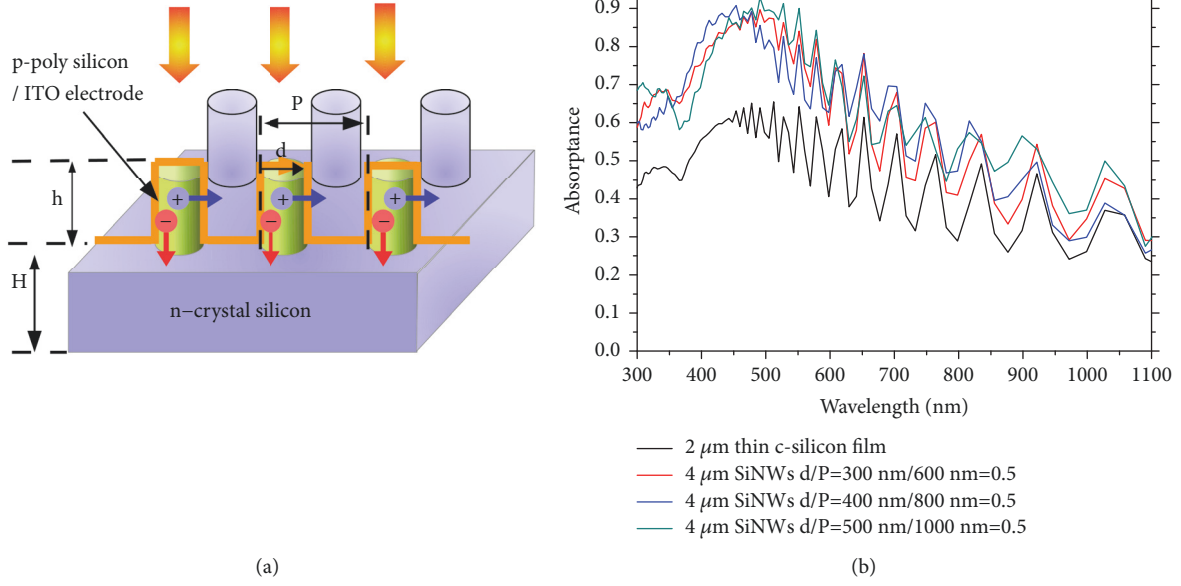 p-poly silicon
/ ITO electrode
P
d
h
+
+
+
−
−
−
H
n−crystal silicon
(a)
Absorptance
0.9
0.8
0.7
0.6
0.5
0.4
0.3
0.2
0.1
0.0
300 400 500 600 700 800 900 1000 1100
Wavelength (nm)
2 μm thin c-silicon film
4 μm SiNWs d/P=300 nm/600 nm=0.5
4 μm SiNWs d/P=400 nm/800 nm=0.5
4 μm SiNWs d/P=500 nm/1000 nm=0.5
(b)